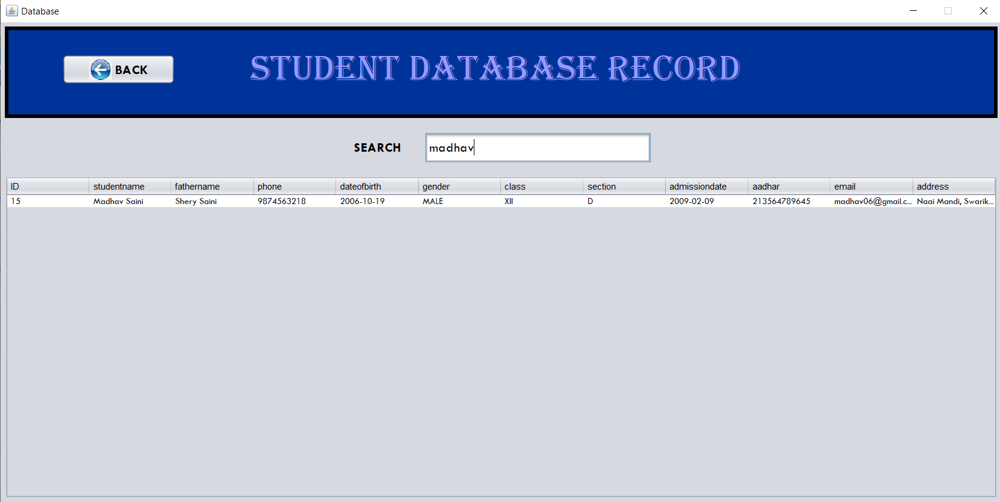 Database
BACK
STUDENT DATABASE RECORD
SEARCH madhav
ID studentname fathername phone dateofbirth gender class section admissiondate aadhar email address
15 Madhav Saini Shery Saini 9874563218 2006-10-19 MALE XII D 2009-02-09 213564789645 madhav06@gmail.c... Naai Mandi, Swarik...